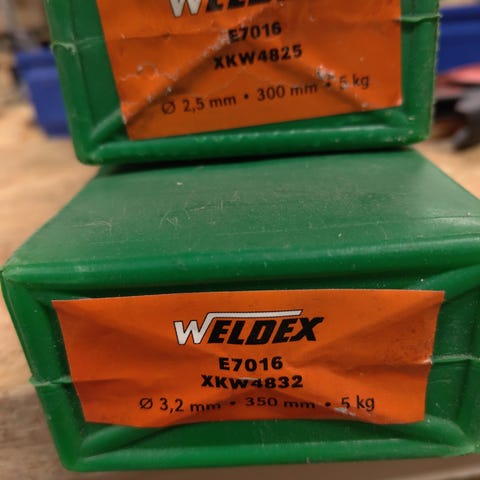 WELDEX
E7016
XKW4825
Ø 2,5 mm • 300 mm • 5 kg
WELDEX
E7016
XKW4832
Ø 3,2 mm • 350 mm • 5 kg